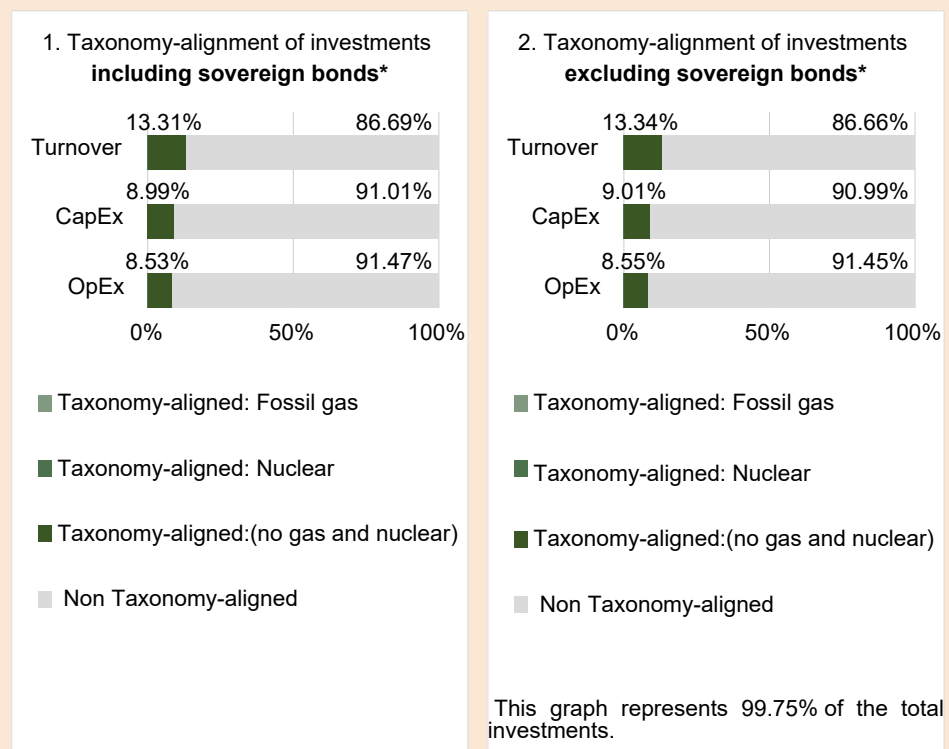 1. Taxonomy-alignment of investments
including sovereign bonds*
13.31% 86.69%
Turnover
8.99% 91.01%
CapEx
8.53% 91.47%
OpEx
0% 50% 100%
Taxonomy-aligned: Fossil gas
Taxonomy-aligned: Nuclear
Taxonomy-aligned:(no gas and nuclear)
Non Taxonomy-aligned
2. Taxonomy-alignment of investments
excluding sovereign bonds*
13.34% 86.66%
Turnover
9.01% 90.99%
CapEx
8.55% 91.45%
OpEx
0% 50% 100%
Taxonomy-aligned: Fossil gas
Taxonomy-aligned: Nuclear
Taxonomy-aligned:(no gas and nuclear)
Non Taxonomy-aligned
This graph represents 99.75% of the total
investments.